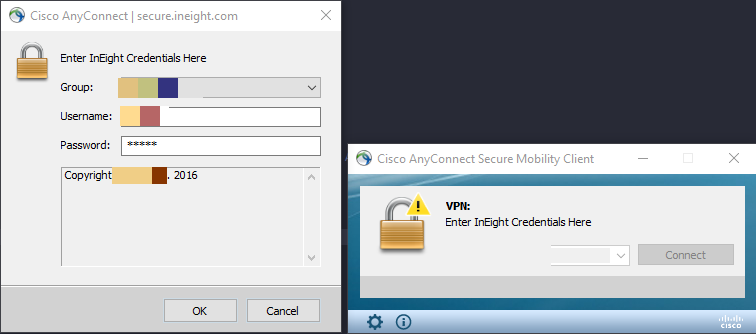 Cisco AnyConnect | secure.ineight.com
Enter InEight Credentials Here
Group:
Username:
Password: *****
Copyright . 2016
OK Cancel
Cisco AnyConnect Secure Mobility Client
VPN:
Enter InEight Credentials Here
Connect
cisco